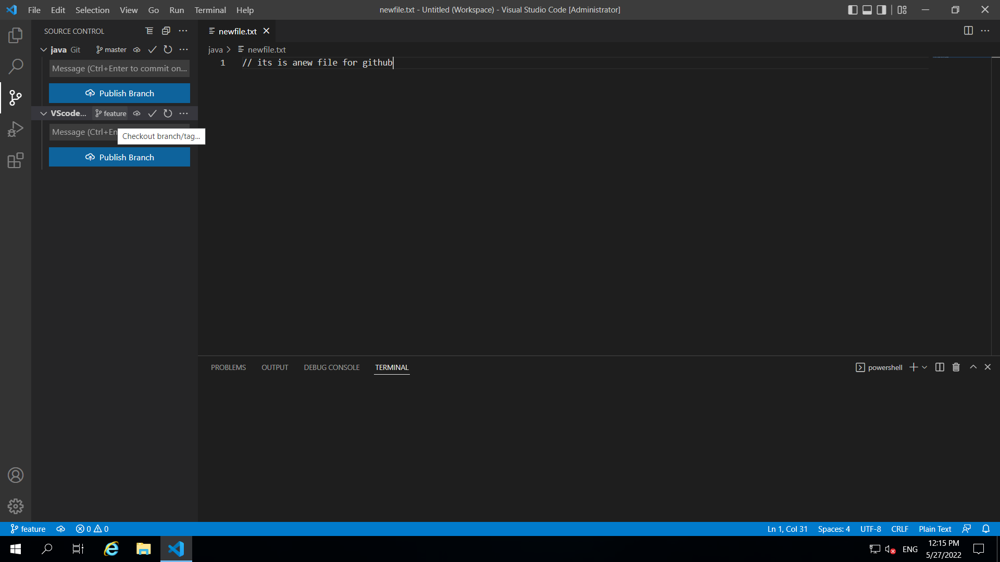 File Edit Selection View Go Run Terminal Help
newfile.txt - Untitled (Workspace) - Visual Studio Code [Administrator]
SOURCE CONTROL
java Git master
Message (Ctrl+Enter to commit on...
Publish Branch
VScode... feature
Message (Ctrl+En
Checkout branch/tag...
Publish Branch
newfile.txt
java > newfile.txt
1 // its is anew file for github
PROBLEMS OUTPUT DEBUG CONSOLE TERMINAL
powershell
feature 0 0
Ln 1, Col 31 Spaces: 4 UTF-8 CRLF Plain Text
ENG
12:15 PM
5/27/2022